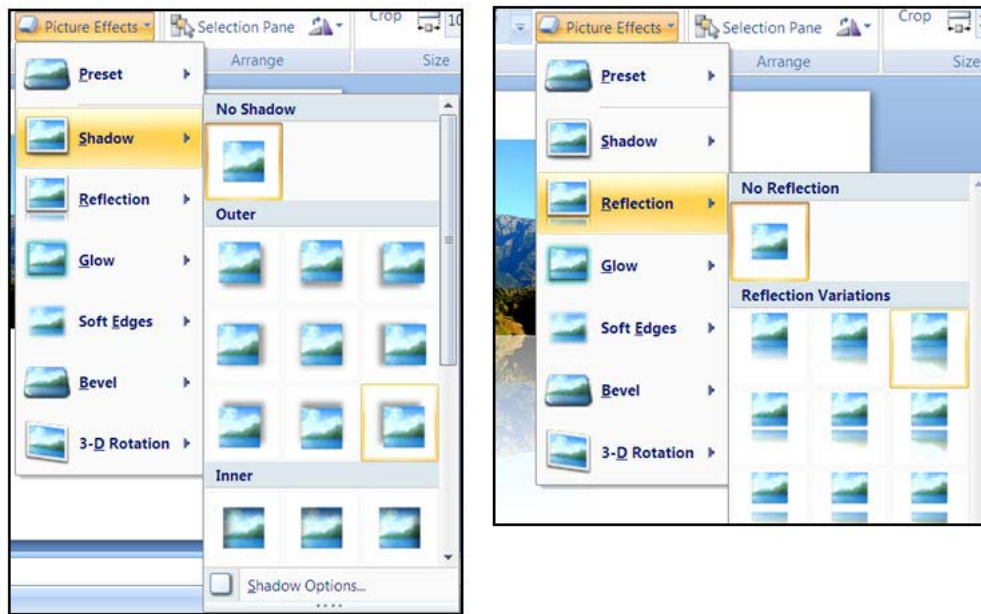 Picture Effects
Selection Pane
Crop
10
Arrange
Size
Preset
No Shadow
Shadow
Reflection
Outer
Glow
Soft Edges
Bevel
3-D Rotation
Inner
Shadow Options...
Picture Effects
Selection Pane
Crop
Arrange
Size
Preset
Shadow
No Reflection
Reflection
Glow
Reflection Variations
Soft Edges
Bevel
3-D Rotation